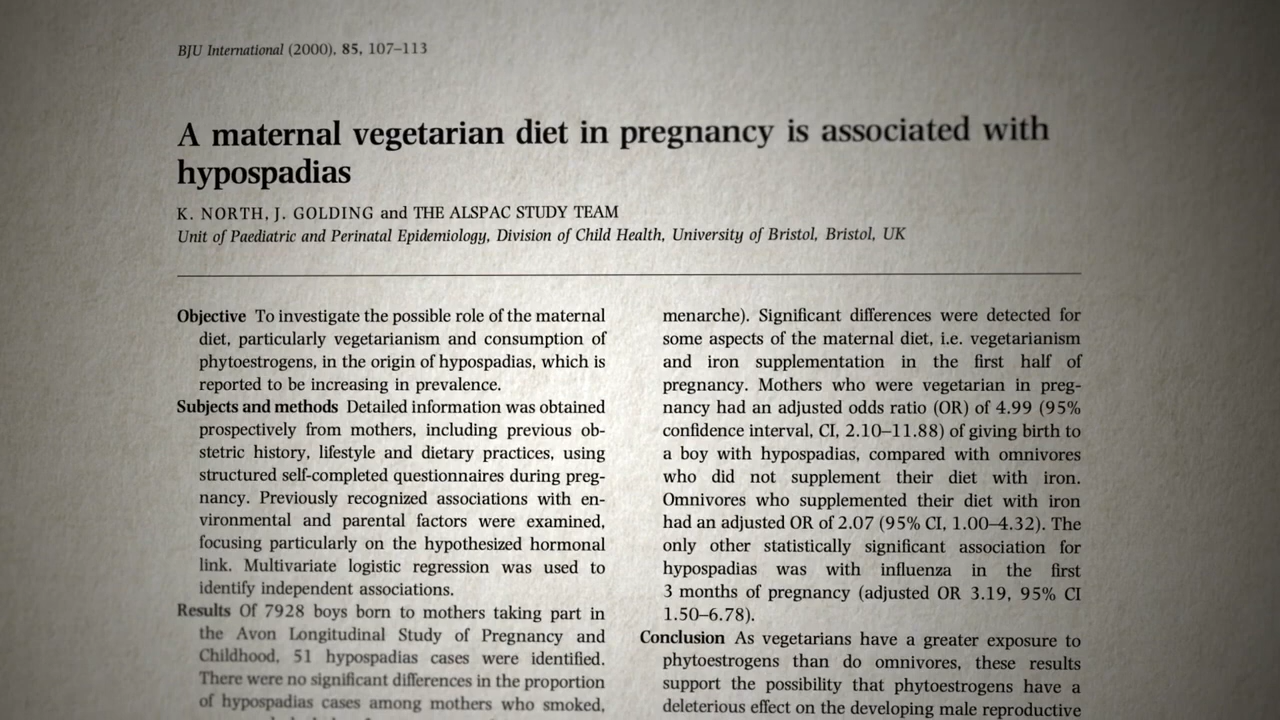 BJU International (2000), 85, 107–113
A maternal vegetarian diet in pregnancy is associated with
hypospadias
K. NORTH, J. GOLDING and THE ALSPAC STUDY TEAM
Unit of Paediatric and Perinatal Epidemiology, Division of Child Health, University of Bristol, Bristol, UK
Objective To investigate the possible role of the maternal
diet, particularly vegetarianism and consumption of
phytoestrogens, in the origin of hypospadias, which is
reported to be increasing in prevalence.
Subjects and methods Detailed information was obtained
prospectively from mothers, including previous ob-
stetric history, lifestyle and dietary practices, using
structured self-completed questionnaires during preg-
nancy. Previously recognized associations with en-
vironmental and parental factors were examined,
focusing particularly on the hypothesized hormonal
link. Multivariate logistic regression was used to
identify independent associations.
Results Of 7928 boys born to mothers taking part in
the Avon Longitudinal Study of Pregnancy and
Childhood, 51 hypospadias cases were identified.
There were no significant differences in the proportion
of hypospadias cases among mothers who smoked,
menarche). Significant differences were detected for
some aspects of the maternal diet, i.e. vegetarianism
and iron supplementation in the first half of
pregnancy. Mothers who were vegetarian in preg-
nancy had an adjusted odds ratio (OR) of 4.99 (95%
confidence interval, CI, 2.10–11.88) of giving birth to
a boy with hypospadias, compared with omnivores
who did not supplement their diet with iron.
Omnivores who supplemented their diet with iron
had an adjusted OR of 2.07 (95% CI, 1.00–4.32). The
only other statistically significant association for
hypospadias was with influenza in the first
3 months of pregnancy (adjusted OR 3.19, 95% CI
1.50–6.78).
Conclusion As vegetarians have a greater exposure to
phytoestrogens than do omnivores, these results
support the possibility that phytoestrogens have a
deleterious effect on the developing male reproductive